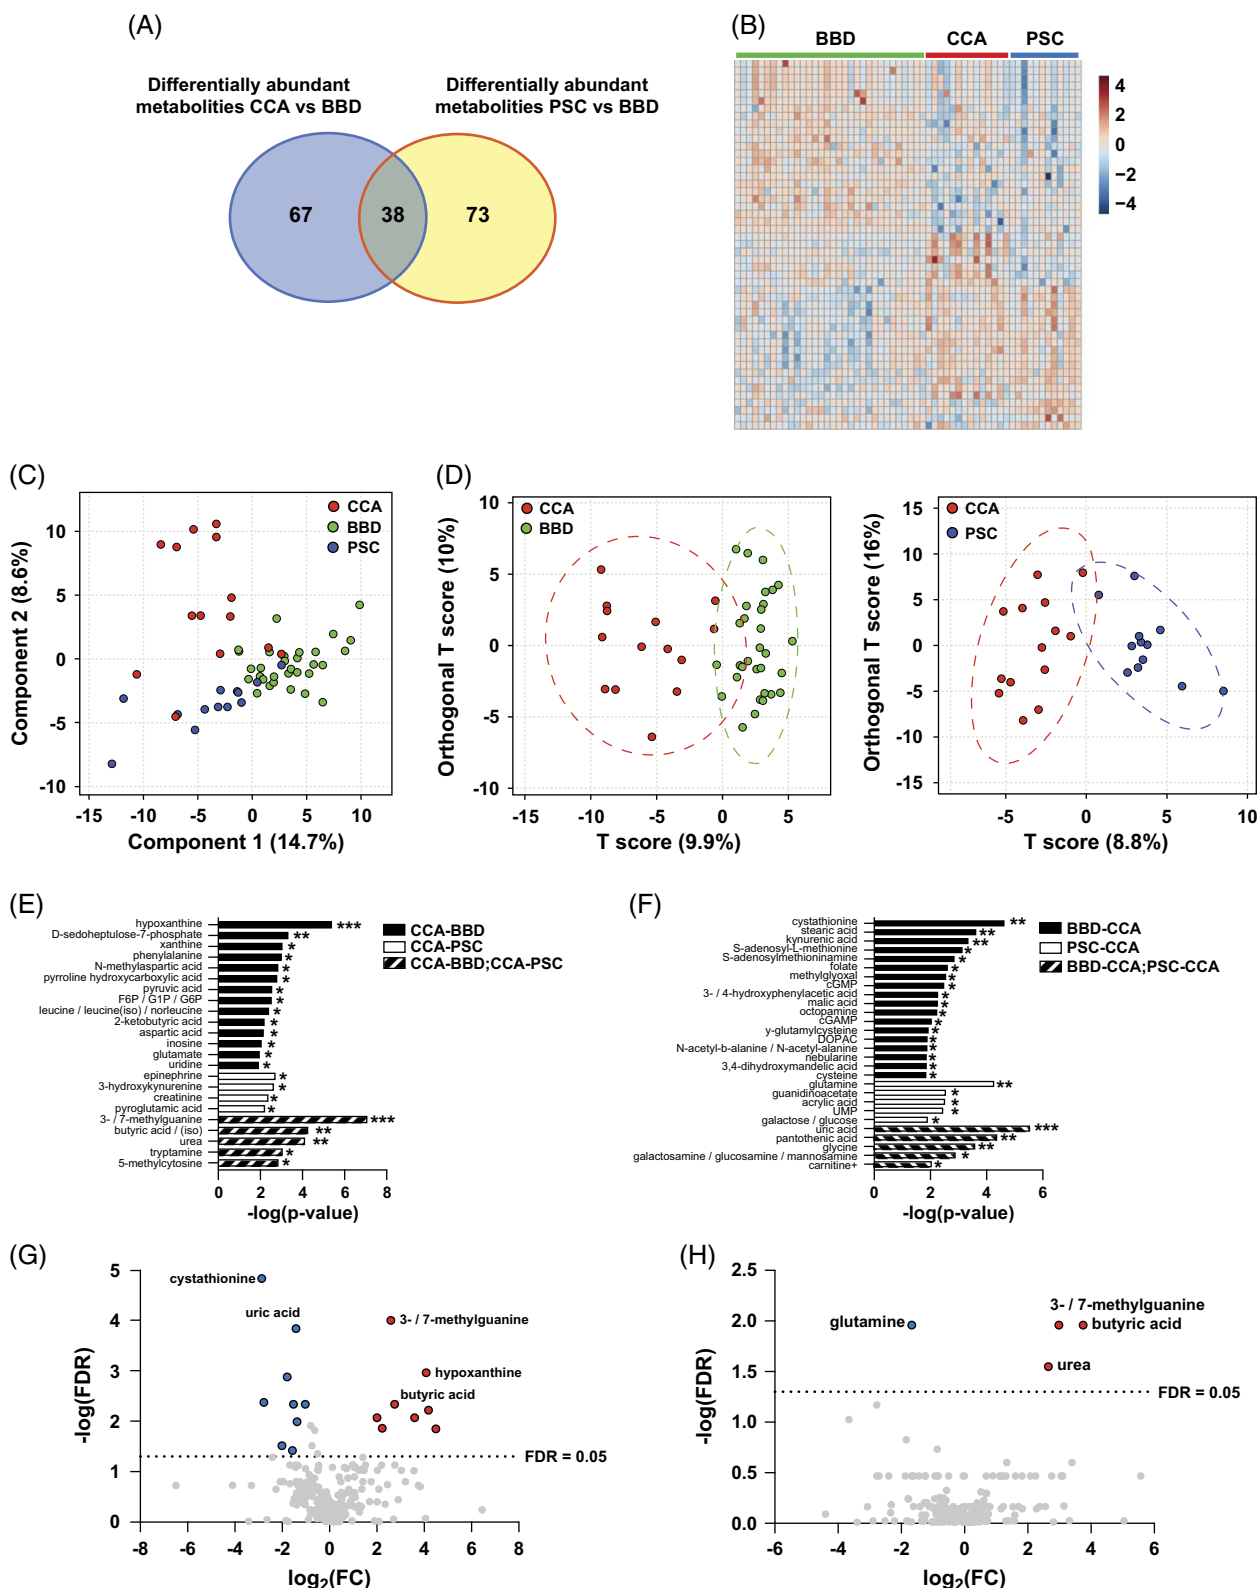 (A)
Differentially abundant
metabolities CCA vs BBD
Differentially abundant
metabolities PSC vs BBD
67
38
73
(B)
BBD
CCA
PSC
4
2
0
−2
−4
(C)
CCA
BBD
PSC
10
5
0
-5
-10
-15
-10
-5
0
5
10
Component 2 (8.6%)
Component 1 (14.7%)
(D)
CCA
BBD
10
5
0
-5
-10
-15
-10
-5
0
5
Orthogonal T score (10%)
T score (9.9%)
CCA
PSC
15
10
5
0
-5
-10
-15
-5
0
5
10
Orthogonal T score (16%)
T score (8.8%)
(E)
hypoxanthine ***
D-sedoheptulose-7-phosphate **
xanthine *
phenylalanine *
N-methylaspartic acid *
pyrroline hydroxycarboxylic acid *
pyruvic acid *
F6P / G1P / G6P *
leucine / leucine(iso) / norleucine *
2-ketobutyric acid *
aspartic acid *
inosine *
glutamate *
uridine *
epinephrine *
3-hydroxykynurenine *
creatinine *
pyroglutamic acid *
3- / 7-methylguanine ***
butyric acid / (iso) **
urea **
tryptamine *
5-methylcytosine *
0 2 4 6 8
-log(p-value)
CCA-BBD
CCA-PSC
CCA-BBD;CCA-PSC
(F)
cystathionine **
stearic acid **
kynurenic acid **
S-adenosyl-L-methionine *
S-adenosylmethioninamine *
folate *
methylglyoxal *
cGMP *
3- / 4-hydroxyphenylacetic acid *
malic acid *
octopamine *
cGAMP *
y-glutamylcysteine *
DOPAC *
N-acetyl-b-alanine / N-acetyl-alanine *
nebularine *
3,4-dihydroxymandelic acid *
cysteine *
glutamine **
guanidinoacetate *
acrylic acid *
UMP *
galactose / glucose *
uric acid ***
pantothenic acid **
glycine **
galactosamine / glucosamine / mannosamine *
carnitine+ *
0 2 4 6
-log(p-value)
BBD-CCA
PSC-CCA
BBD-CCA;PSC-CCA
(G)
5
4
3
2
1
0
-8 -6 -4 -2 0 2 4 6 8
-log(FDR)
log2(FC)
cystathionine
uric acid
3- / 7-methylguanine
hypoxanthine
butyric acid
FDR = 0.05
(H)
2.5
2.0
1.5
1.0
0.5
0.0
-6 -4 -2 0 2 4 6
-log(FDR)
log2(FC)
glutamine
3- / 7-methylguanine
butyric acid
urea
FDR = 0.05